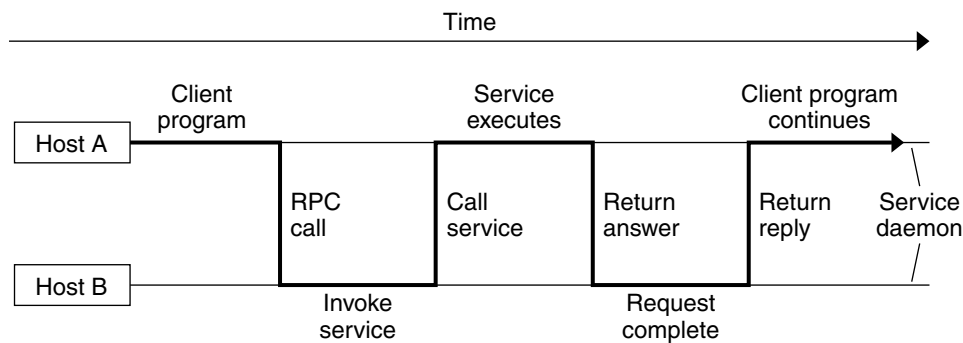 Time
Client
program
Service
executes
Client program
continues
Host A
RPC
call
Call
service
Return
answer
Return
reply
Service
daemon
Host B
Invoke
service
Request
complete